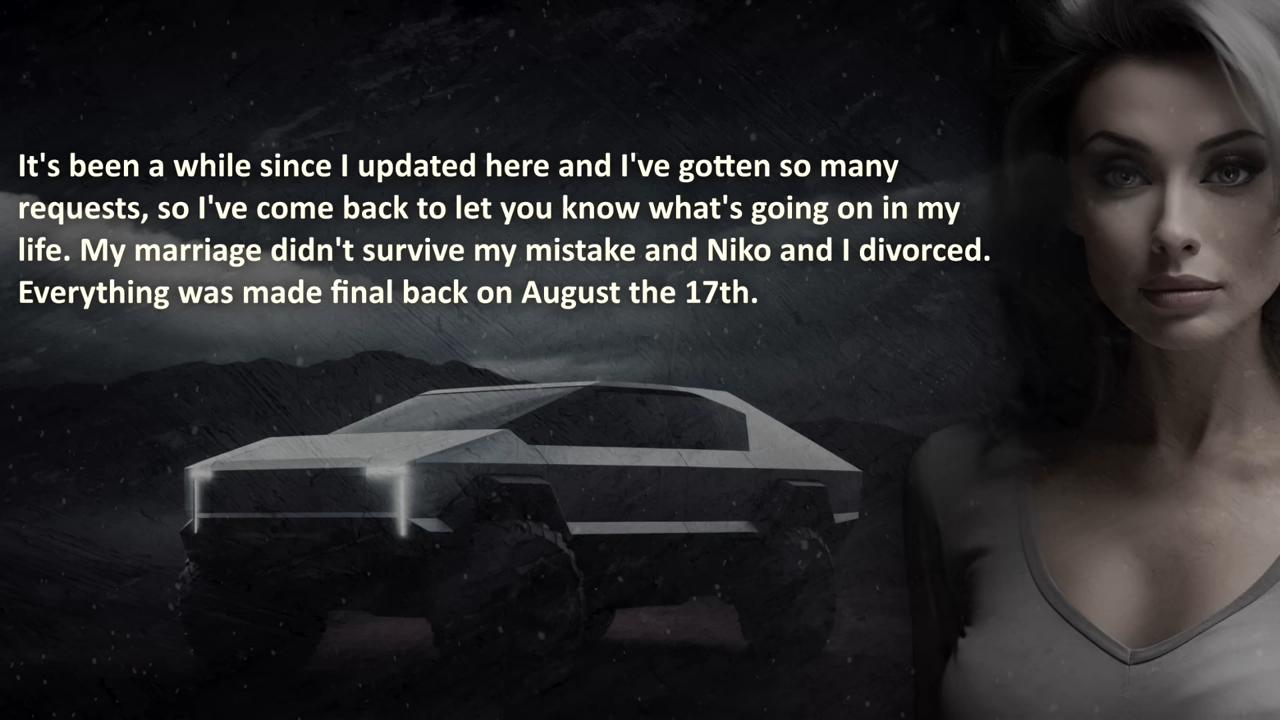 It's been a while since I updated here and I've gotten so many
requests, so I've come back to let you know what's going on in my
life. My marriage didn't survive my mistake and Niko and I divorced.
Everything was made final back on August the 17th.